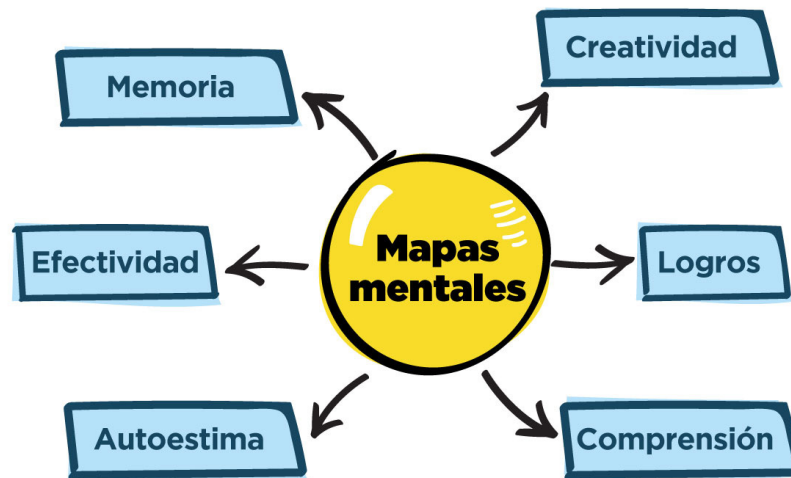 Creatividad
Memoria
Mapas
mentales
Efectividad
Logros
Autoestima
Comprensión